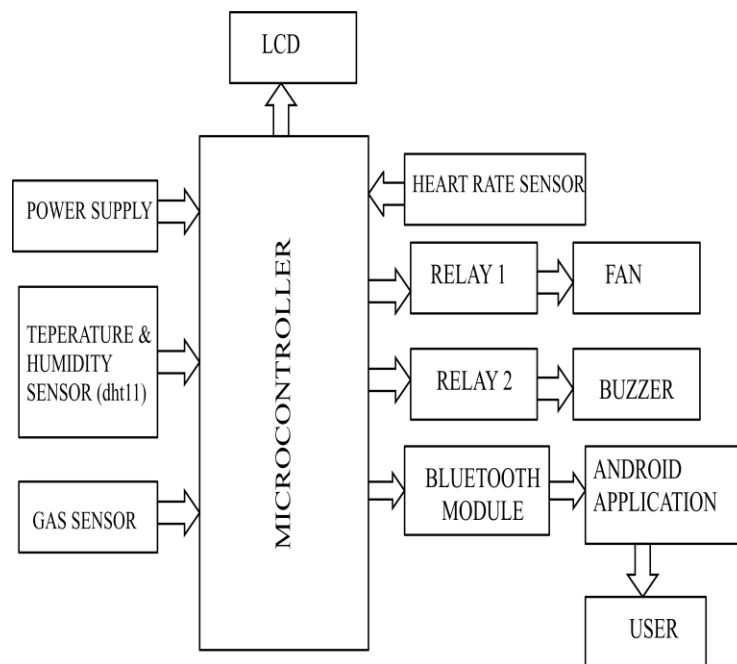 LCD
POWER SUPPLY
HEART RATE SENSOR
RELAY 1
FAN
TEPERATURE &
HUMIDITY
SENSOR (dht11)
MICROCONTROLLER
RELAY 2
BUZZER
BLUETOOTH
MODULE
ANDROID
APPLICATION
GAS SENSOR
USER